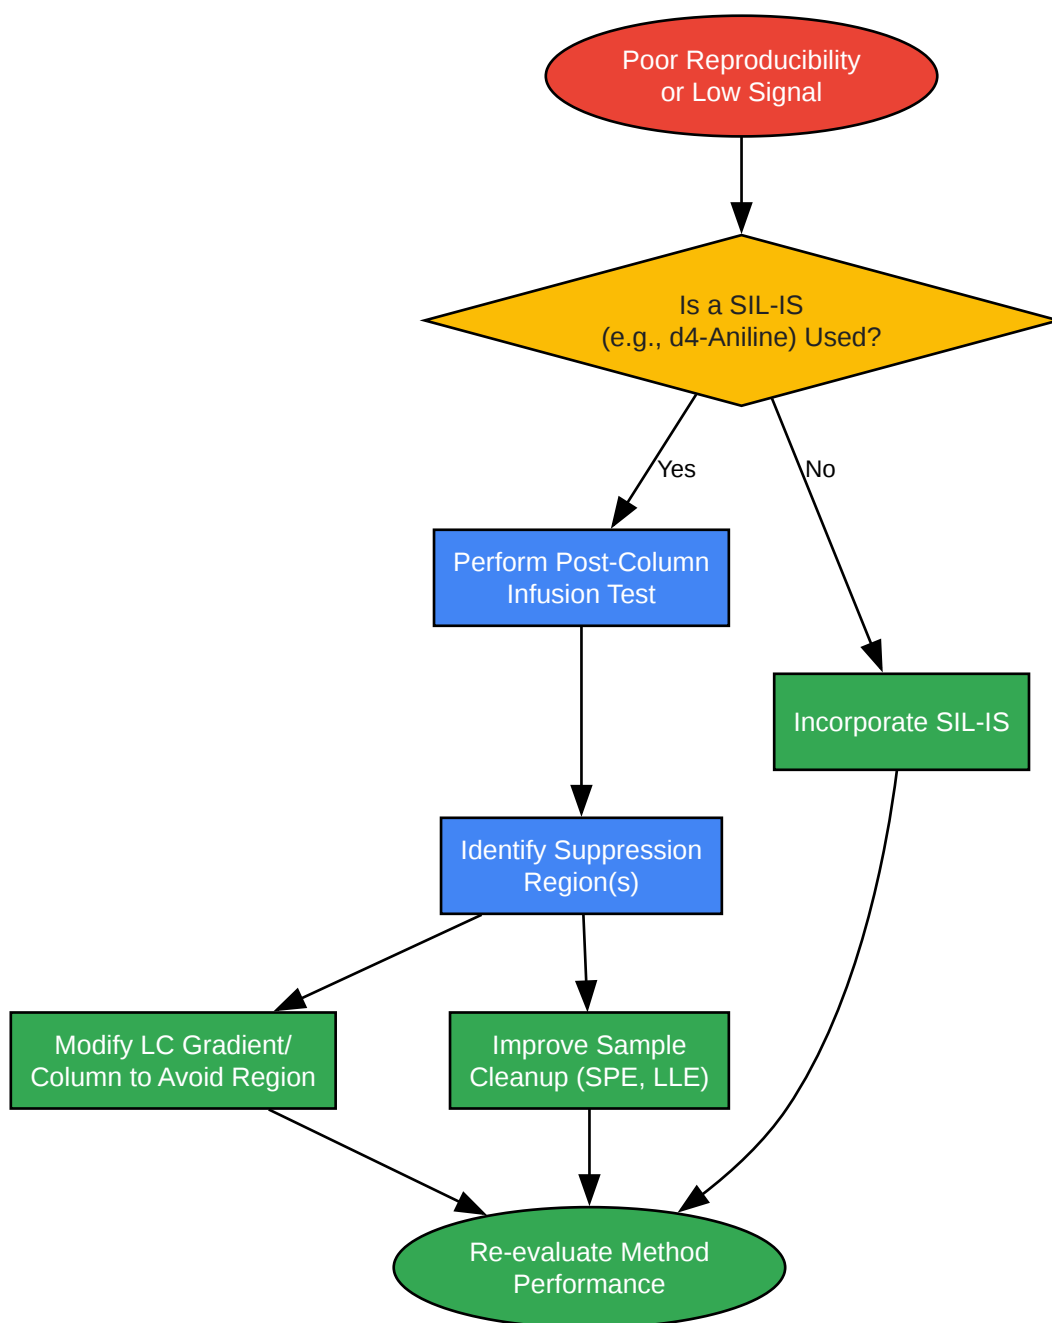 Poor Reproducibility
or Low Signal
Is a SIL-IS
(e.g., d4-Aniline) Used?
Yes
No
Perform Post-Column
Infusion Test
Incorporate SIL-IS
Identify Suppression
Region(s)
Modify LC Gradient/
Column to Avoid Region
Improve Sample
Cleanup (SPE, LLE)
Re-evaluate Method
Performance